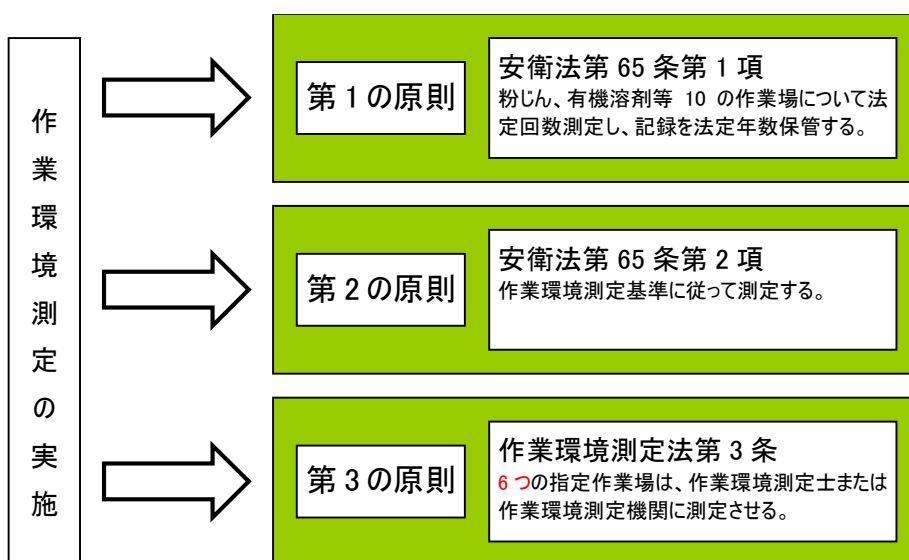 作業環境測定の実施
第1の原則
安衛法第 65 条第 1 項
粉じん、有機溶剤等 10 の作業場について法
定回数測定し、記録を法定年数保管する。
第2の原則
安衛法第 65 条第 2 項
作業環境測定基準に従って測定する。
第3の原則
作業環境測定法第 3 条
6 つの指定作業場は、作業環境測定士または
作業環境測定機関に測定させる。